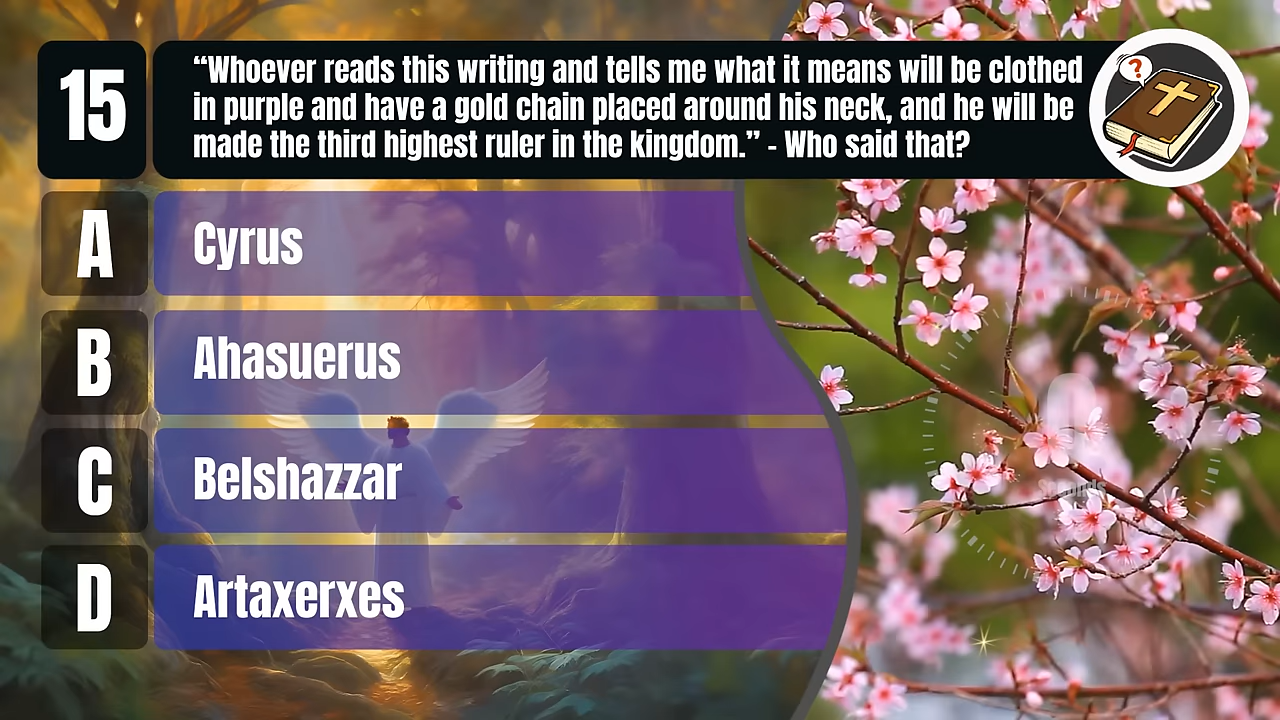 15
“Whoever reads this writing and tells me what it means will be clothed
in purple and have a gold chain placed around his neck, and he will be
made the third highest ruler in the kingdom.” - Who said that?
?
A
Cyrus
B
Ahasuerus
C
Belshazzar
D
Artaxerxes